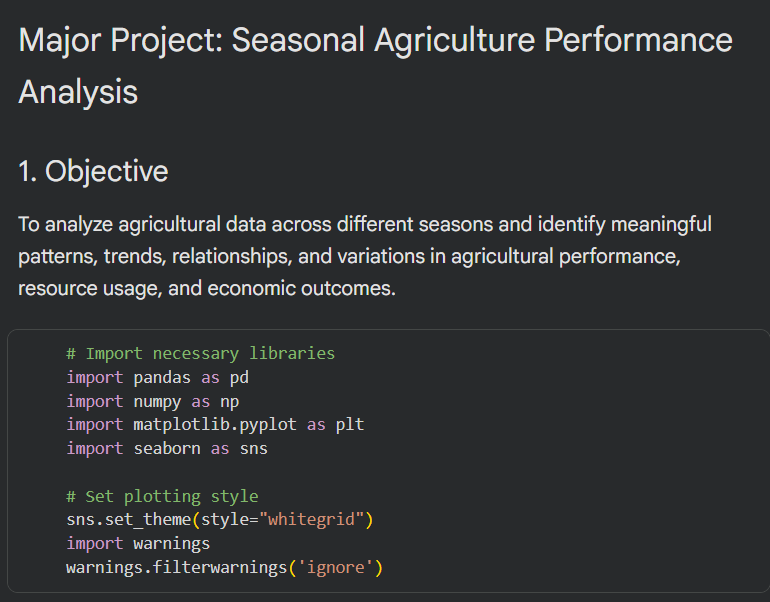 Major Project: Seasonal Agriculture Performance
Analysis
1. Objective
To analyze agricultural data across different seasons and identify meaningful
patterns, trends, relationships, and variations in agricultural performance,
resource usage, and economic outcomes.
# Import necessary libraries
import pandas as pd
import numpy as np
import matplotlib.pyplot as plt
import seaborn as sns
# Set plotting style
sns.set_theme(style="whitegrid")
import warnings
warnings.filterwarnings('ignore')